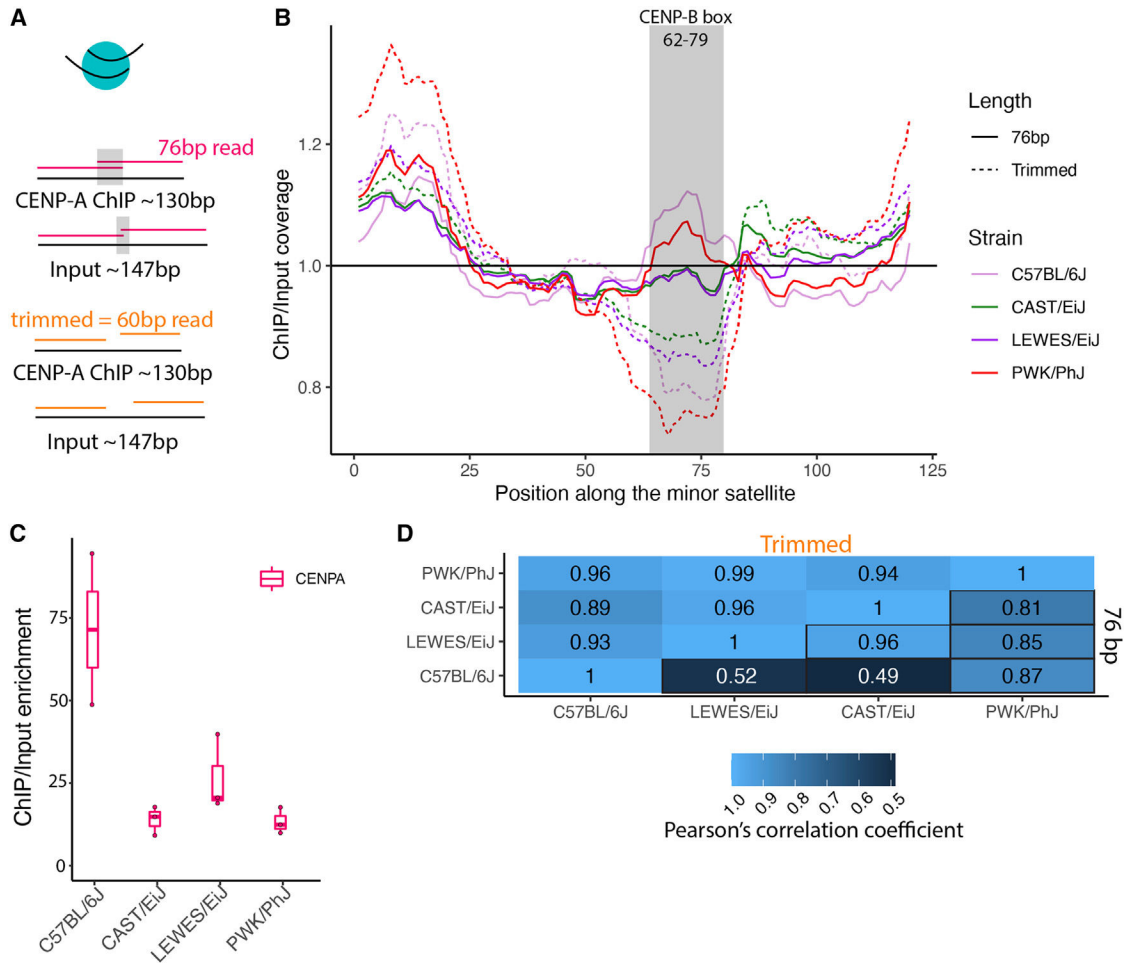 A
76bp read
CENP-A ChIP ~130bp
Input ~147bp
trimmed = 60bp read
CENP-A ChIP ~130bp
Input ~147bp
B
CENP-B box
62-79
ChIP/Input coverage
1.2
1.0
0.8
0
25
50
75
100
125
Position along the minor satellite
Length
76bp
Trimmed
Strain
C57BL/6J
CAST/EiJ
LEWES/EiJ
PWK/PhJ
C
ChIP/Input enrichment
75
50
25
0
CENPA
C57BL/6J
CAST/EiJ
LEWES/EiJ
PWK/PhJ
D
Trimmed
PWK/PhJ 0.96 0.99 0.94 1
CAST/EiJ 0.89 0.96 1 0.81
LEWES/EiJ 0.93 1 0.96 0.85
C57BL/6J 1 0.52 0.49 0.87
76 bp
C57BL/6J LEWES/EiJ CAST/EiJ PWK/PhJ
1.0 0.9 0.8 0.7 0.6 0.5
Pearson's correlation coefficient